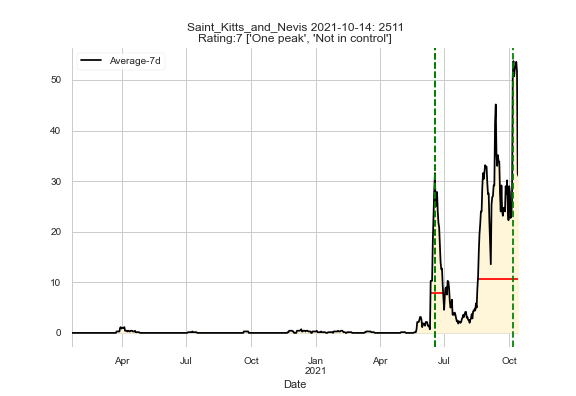 Saint_Kitts_and_Nevis 2021-10-14: 2511
Rating:7 ['One peak', 'Not in control']
Average-7d
50
40
30
20
10
0
Apr
Jul
Oct
Jan
2021
Apr
Jul
Oct
Date